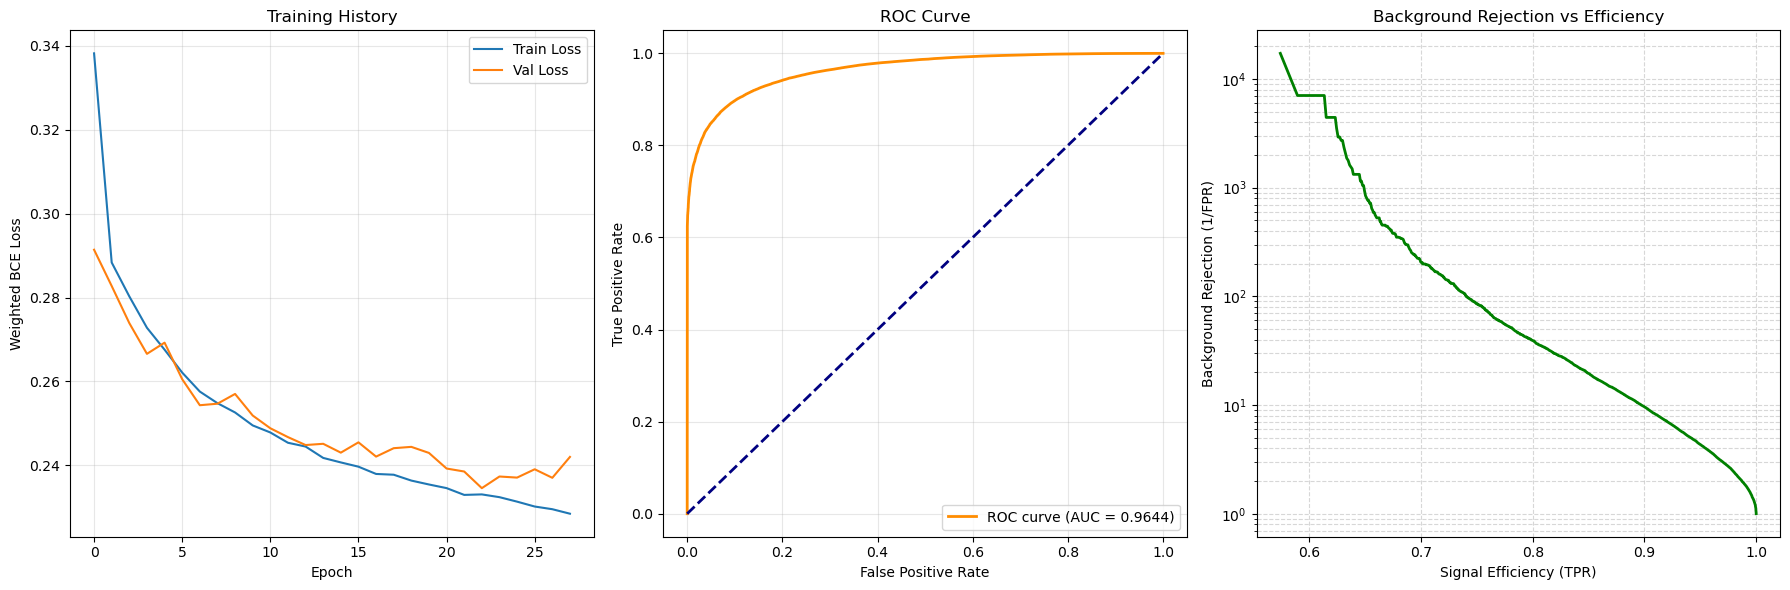 Training History
Train Loss
Val Loss
0.34
0.32
0.30
0.28
0.26
0.24
Weighted BCE Loss
0 5 10 15 20 25
Epoch
ROC Curve
1.0
0.8
0.6
0.4
0.2
0.0
True Positive Rate
ROC curve (AUC = 0.9644)
0.0 0.2 0.4 0.6 0.8 1.0
False Positive Rate
Background Rejection vs Efficiency
10⁴
10³
10²
10¹
10⁰
Background Rejection (1/FPR)
0.6 0.7 0.8 0.9 1.0
Signal Efficiency (TPR)